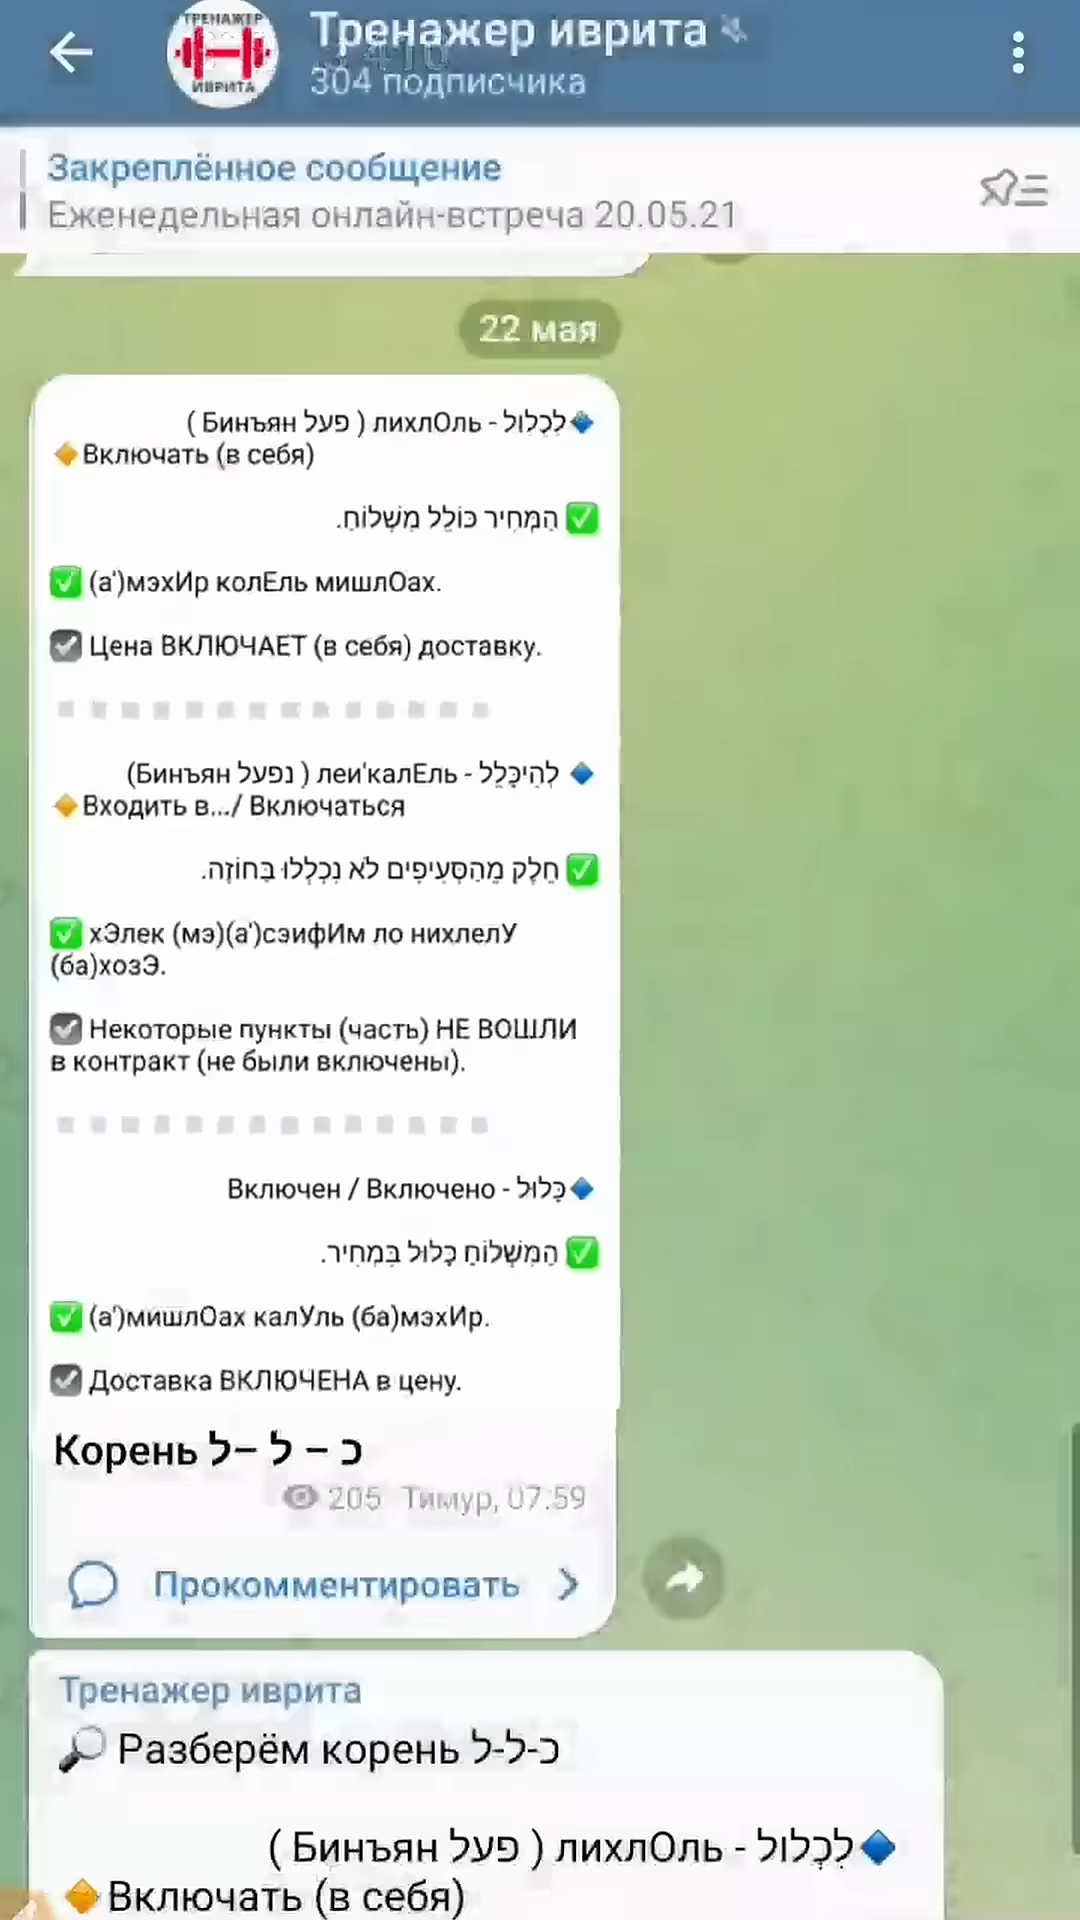 ТРЕНАЖЕР
ИВРИТА
Тренажер иврита
304 подписчика
Закреплённое сообщение
Еженедельная онлайн-встреча 20.05.21
22 мая
🔷לִכְלוֹל - лихлОль ( פעל Бинъян )
🔶Включать (в себя)
✅ הַמְּחִיר כּוֹלֵל מִשְׁלוֹחַ.
✅ (а')мэхИр колЕль мишлОах.
☑ Цена ВКЛЮЧАЕТ (в себя) доставку.
🔷 לְהִיכָּלֵל - леи'калЕль ( נפעל Бинъян)
🔶Входить в.../ Включаться
✅ חֵלֶק מֵהַסְּעִיפִים לֹא נִכְלְלוּ בַּחוֹזֶה.
✅ хЭлек (мэ)(а')сэифИм ло нихлелУ
(ба)хозЭ.
☑ Некоторые пункты (часть) НЕ ВОШЛИ
в контракт (не были включены).
🔷כָּלוּל - Включен / Включено
✅ הַמִּשְׁלוֹחַ כָּלוּל בַּמְּחִיר.
✅ (а')мишлОах калУль (ба)мэхИр.
☑ Доставка ВКЛЮЧЕНА в цену.
Корень כ – ל –ל
205 Тимур, 07:59
Прокомментировать
Тренажер иврита
🔎 Разберём корень כ-ל-ל
🔷לִכְלוֹל - лихлОль ( פעל Бинъян )
🔶Включать (в себя)